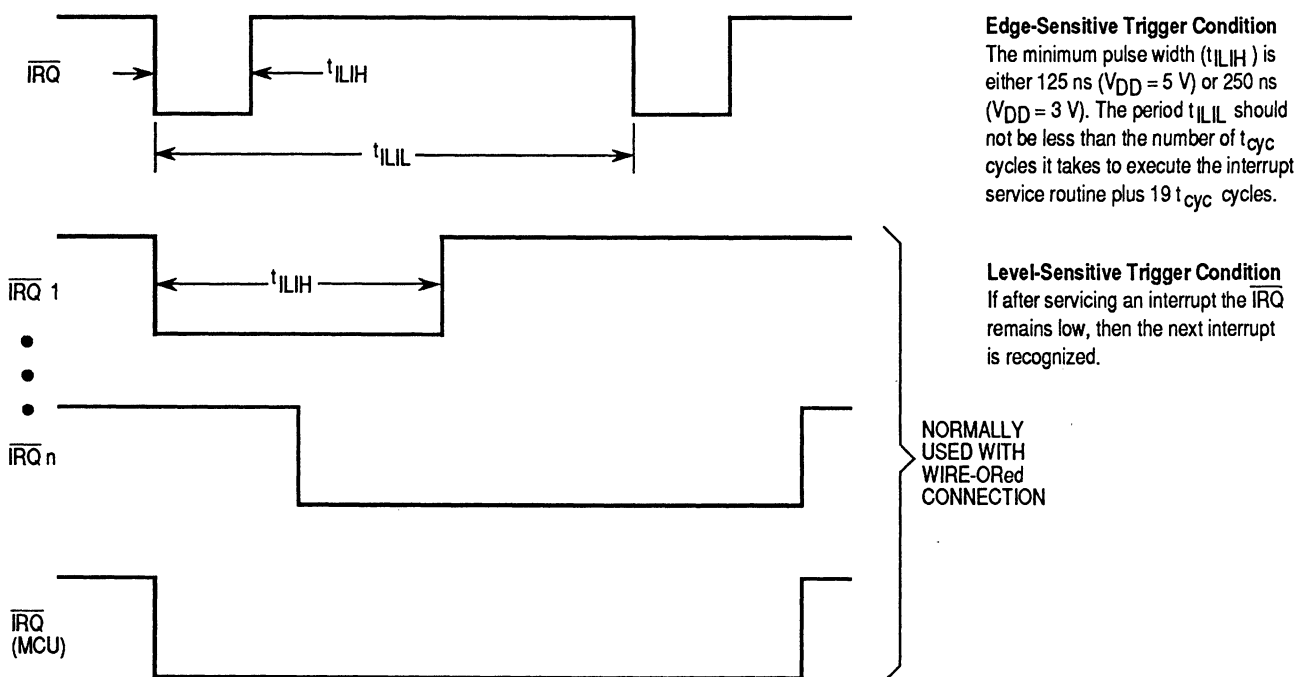 IRQ
tILIH
tILIL
Edge-Sensitive Trigger Condition
The minimum pulse width (tILIH ) is
either 125 ns (VDD = 5 V) or 250 ns
(VDD = 3 V). The period tILIL should
not be less than the number of tcyc
cycles it takes to execute the interrupt
service routine plus 19 tcyc cycles.
IRQ 1
tILIH
IRQ n
IRQ
(MCU)
Level-Sensitive Trigger Condition
If after servicing an interrupt the IRQ
remains low, then the next interrupt
is recognized.
NORMALLY
USED WITH
WIRE-ORed
CONNECTION